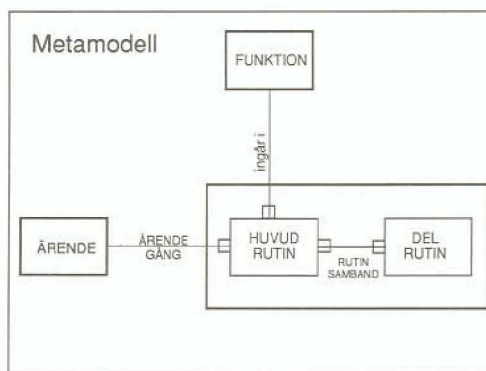 Metamodell
FUNKTION
ingår i
ÄRENDE
ÄRENDE
GÅNG
HUVUD
RUTIN
RUTIN
SAMBAND
DEL
RUTIN